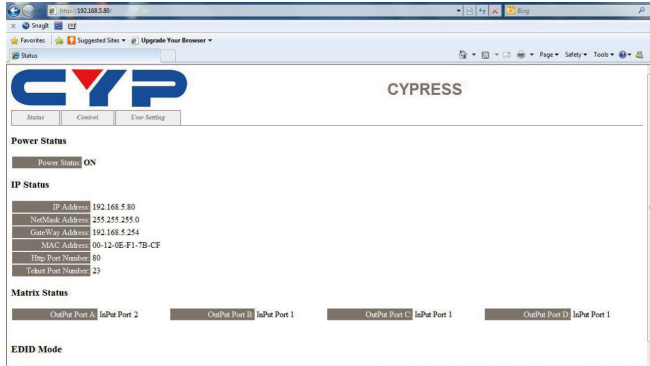 http://192.168.5.80/
Bing
x SnagIt
Favorites Suggested Sites Upgrade Your Browser
Status
Page Safety Tools
CYP
CYPRESS
Status Control User Setting
Power Status
Power Status: ON
IP Status
IP Address: 192.168.5.80
NetMask Address: 255.255.255.0
GateWay Address: 192.168.5.254
MAC Address: 00-12-0E-F1-7B-CF
Http Port Number: 80
Telnet Port Number: 23
Matrix Status
OutPut Port A: InPut Port 2 OutPut Port B: InPut Port 1 OutPut Port C: InPut Port 1 OutPut Port D: InPut Port 1
EDID Mode